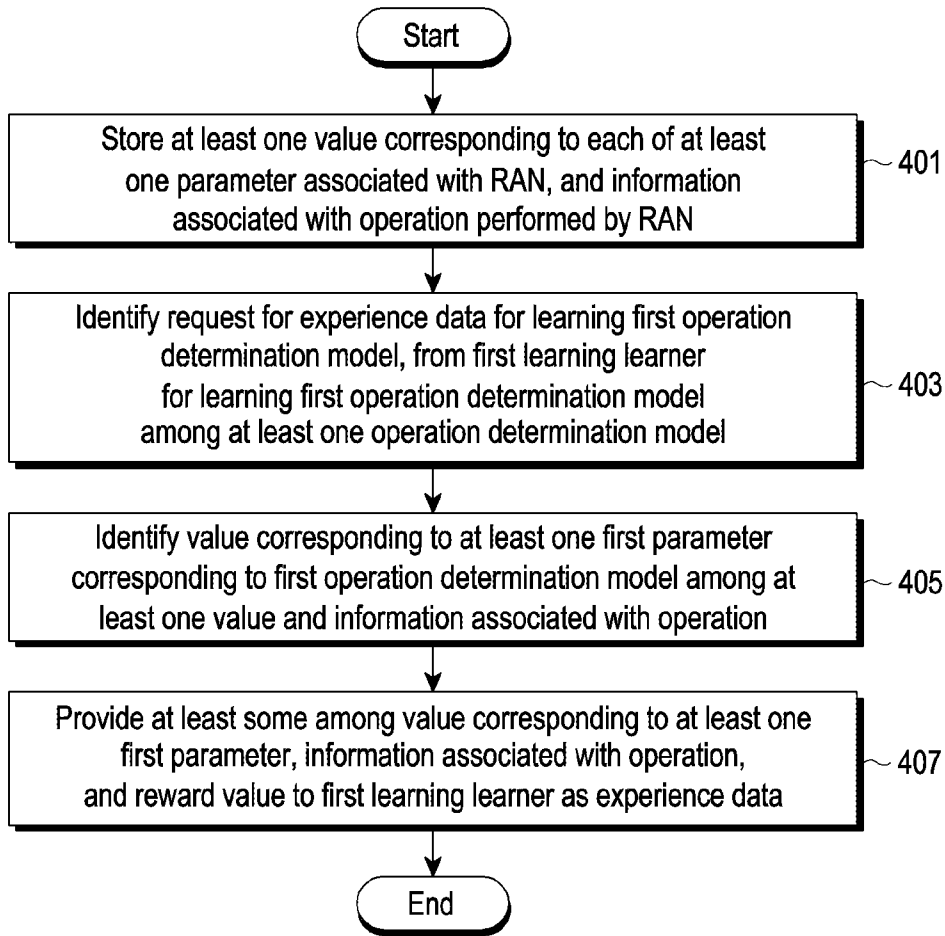 Start
Store at least one value corresponding to each of at least
one parameter associated with RAN, and information
associated with operation performed by RAN
401
Identify request for experience data for learning first operation
determination model, from first learning learner
for learning first operation determination model
among at least one operation determination model
403
Identify value corresponding to at least one first parameter
corresponding to first operation determination model among at
least one value and information associated with operation
405
Provide at least some among value corresponding to at least one
first parameter, information associated with operation,
and reward value to first learning learner as experience data
407
End